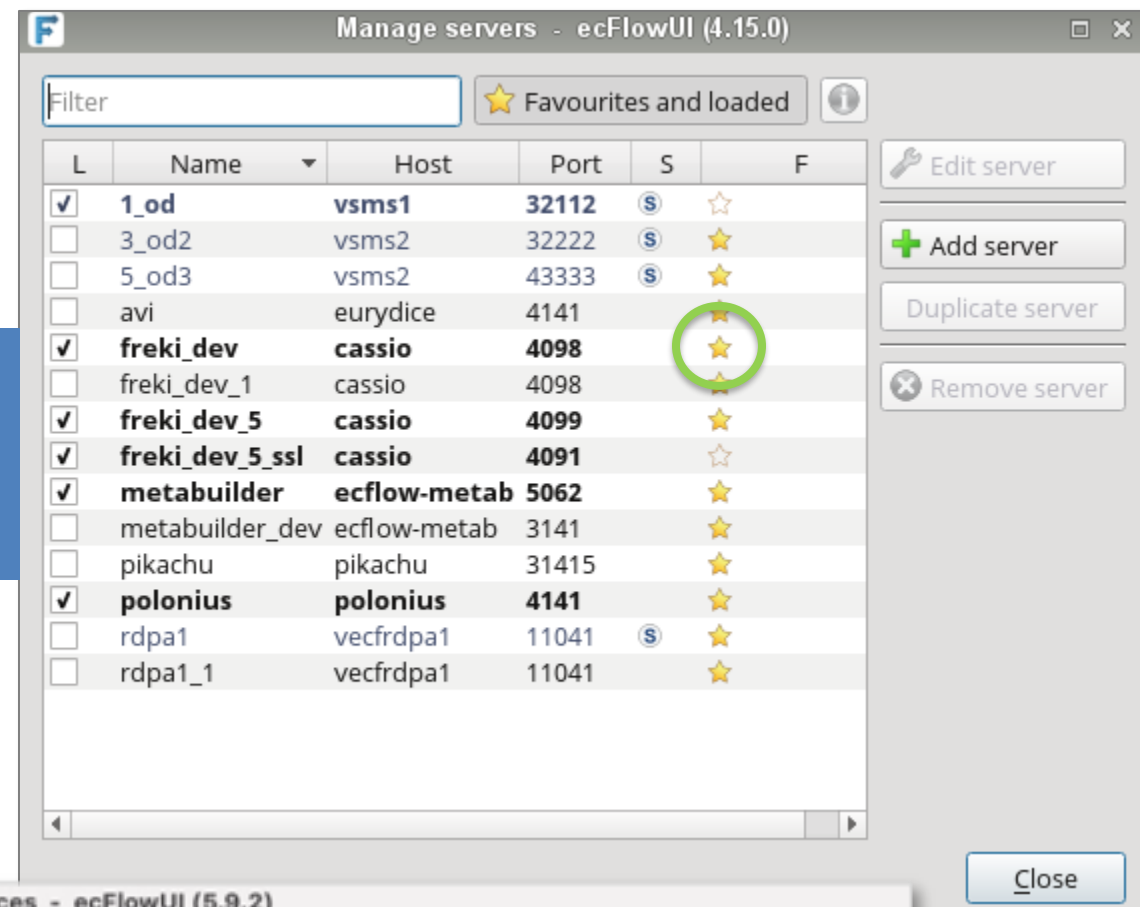 Manage servers - ecFlowUI (4.15.0)
Filter Favourites and loaded
L Name Host Port S F
1_od vsms1 32112 S
3_od2 vsms2 32222 S
5_od3 vsms2 43333 S
avi eurydice 4141
freki_dev cassio 4098
freki_dev_1 cassio 4098
freki_dev_5 cassio 4099
freki_dev_5_ssl cassio 4091
metabuilder ecflow-metab 5062
metabuilder_dev ecflow-metab 3141
pikachu pikachu 31415
polonius polonius 4141
rdpa1 vecfrdpa1 11041 S
rdpa1_1 vecfrdpa1 11041
Edit server
Add server
Duplicate server
Remove server
Close
- ecFlowUI (5.9.2)